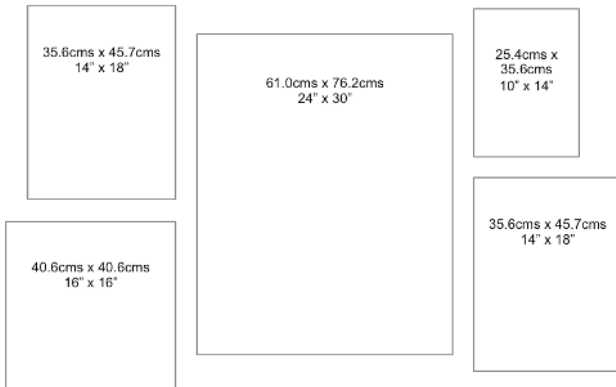 35.6cms x 45.7cms
14” x 18”
61.0cms x 76.2cms
24” x 30”
25.4cms x
35.6cms
10” x 14”
40.6cms x 40.6cms
16” x 16”
35.6cms x 45.7cms
14” x 18”